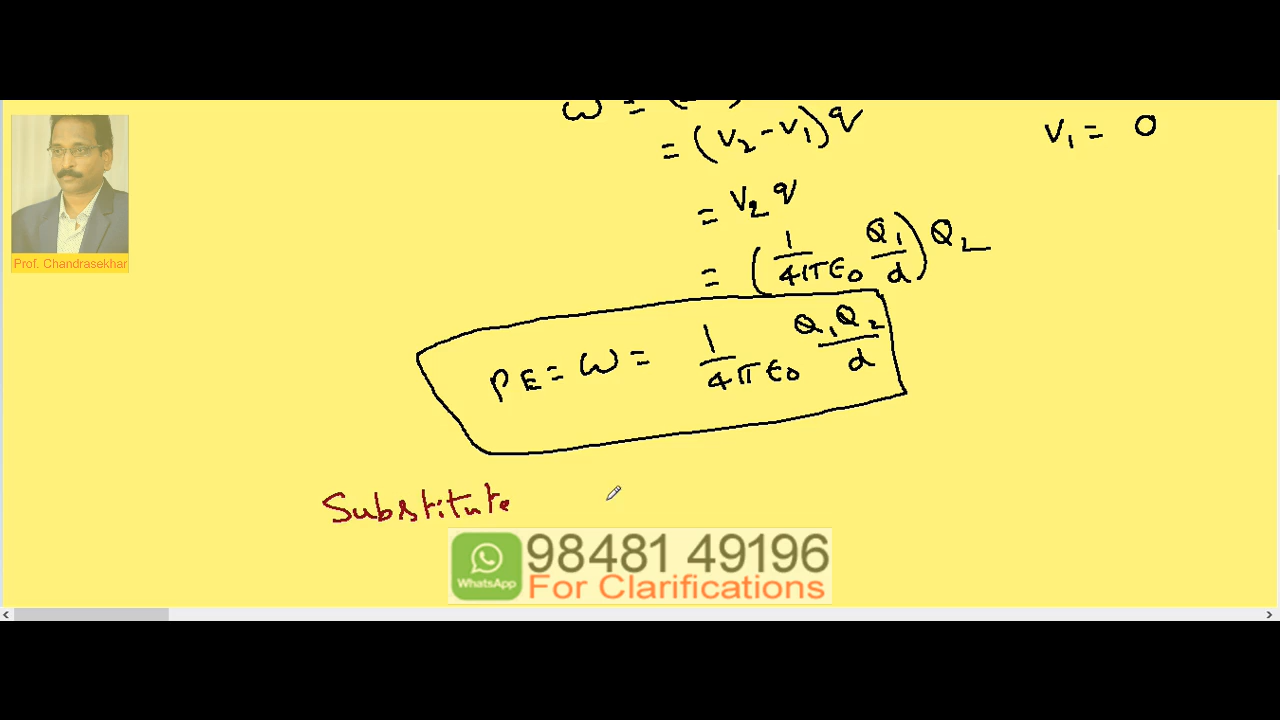 W =
= (V₂ - V₁) q
V₁ = 0
= V₂ q
= (1/4πε₀ Q₁/d) Q₂
PE = W = 1/4πε₀ Q₁Q₂/d
Substitute
Prof. Chandrasekhar
WhatsApp
98481 49196
For Clarifications